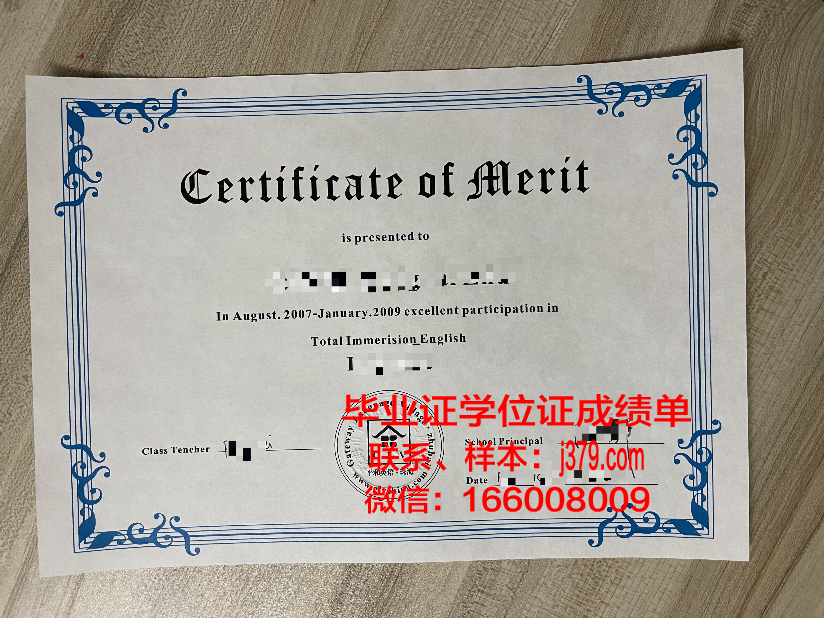 Certificate of Merit
is presented to
In August. 2007-January.2009 excellent participation in
Total Immerision English
毕业证学位证成绩单
Class Tencher
School Principal
联系、样本：j379.com
Date
微信：166008009
Gateway